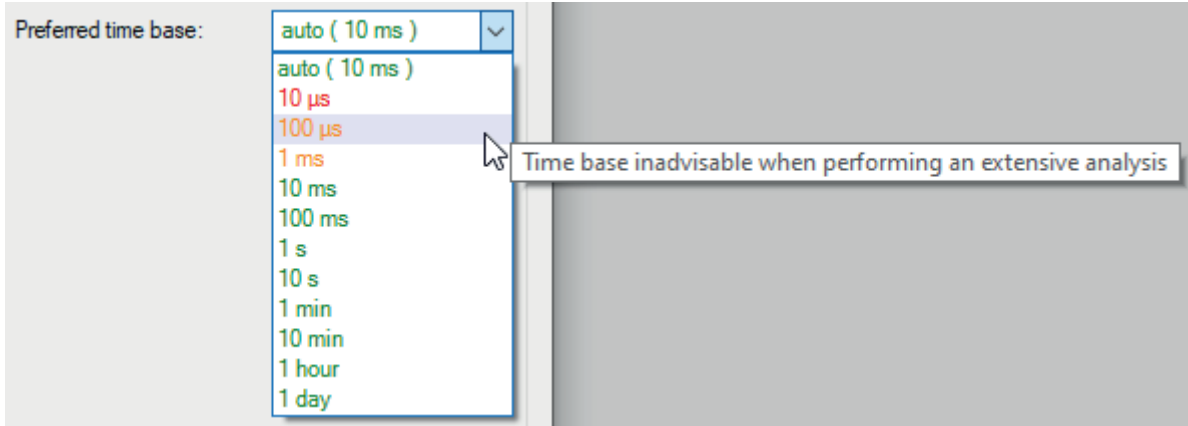 Preferred time base: auto ( 10 ms )
auto ( 10 ms )
10 µs
100 µs
1 ms
Time base inadvisable when performing an extensive analysis
10 ms
100 ms
1 s
10 s
1 min
10 min
1 hour
1 day